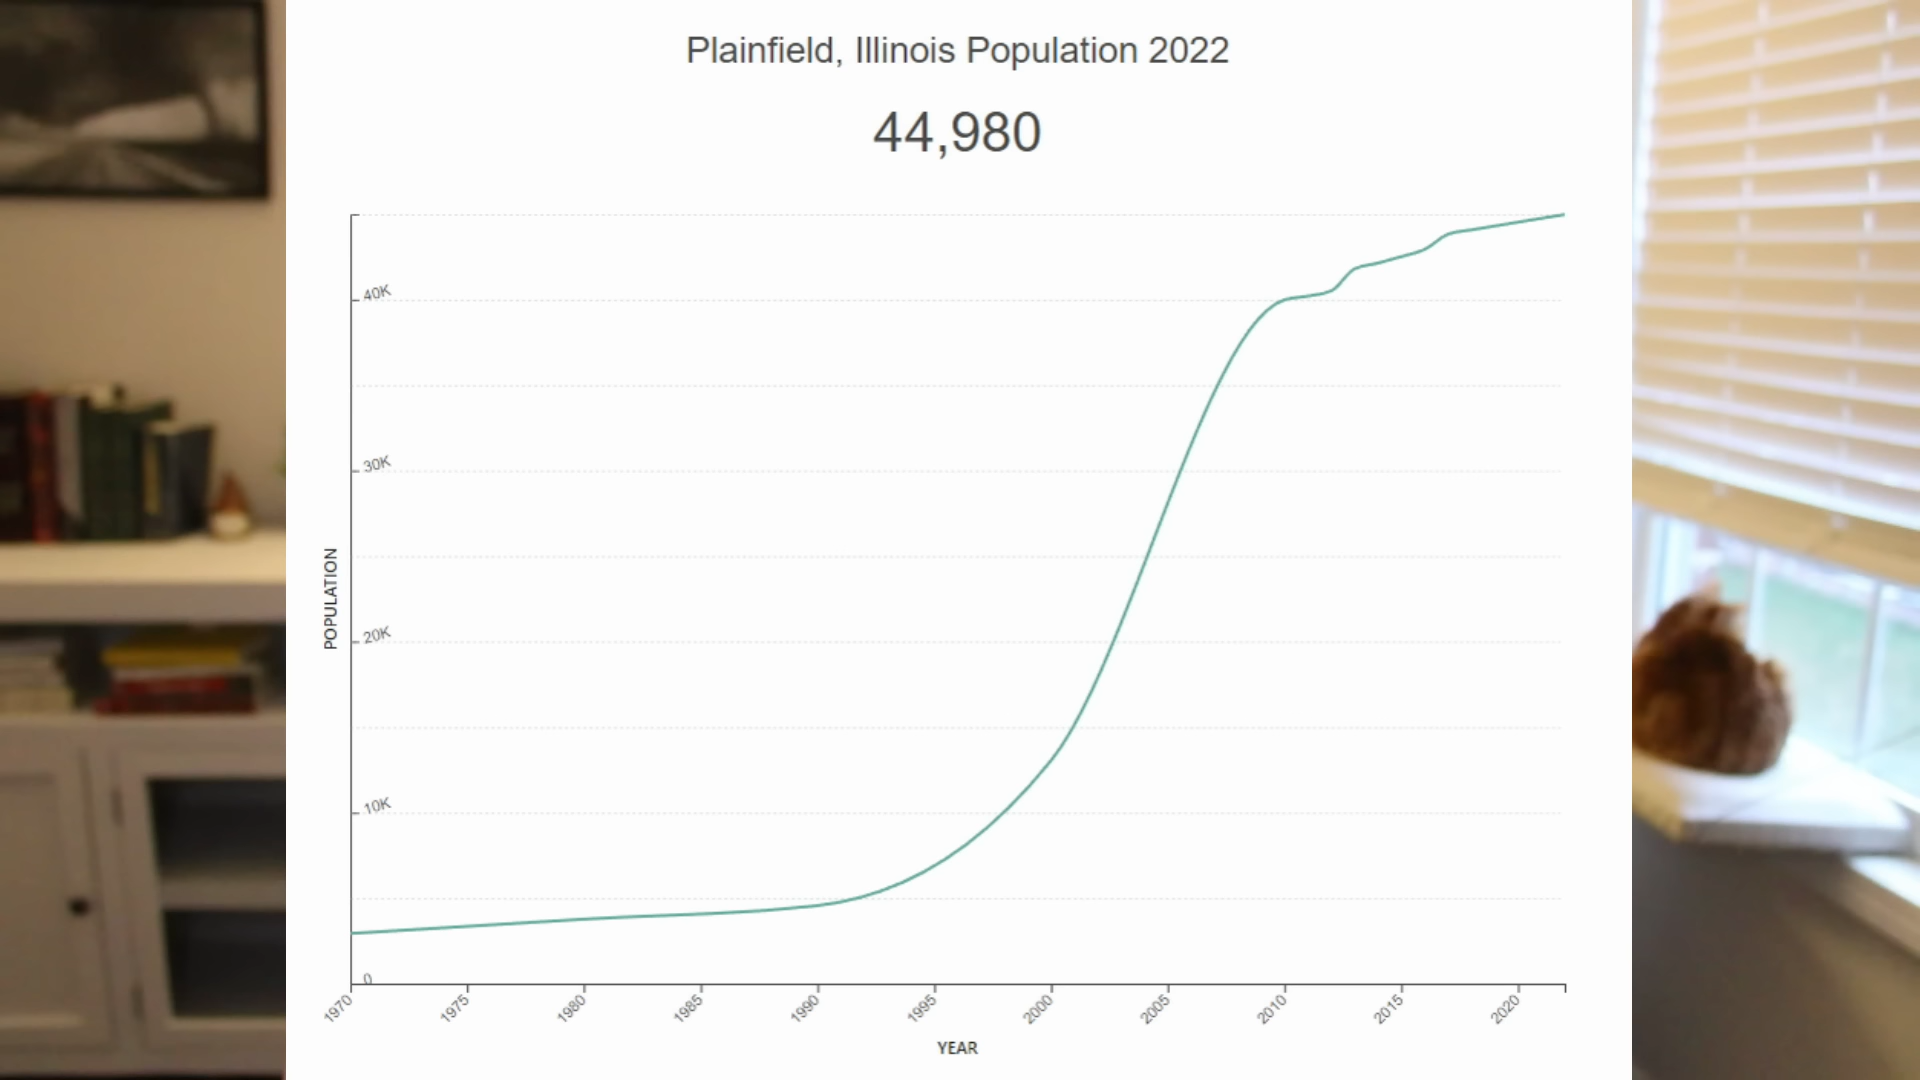 Plainfield, Illinois Population 2022
44,980
40K
30K
20K
10K
0
POPULATION
1970 1975 1980 1985 1990 1995 2000 2005 2010 2015 2020
YEAR